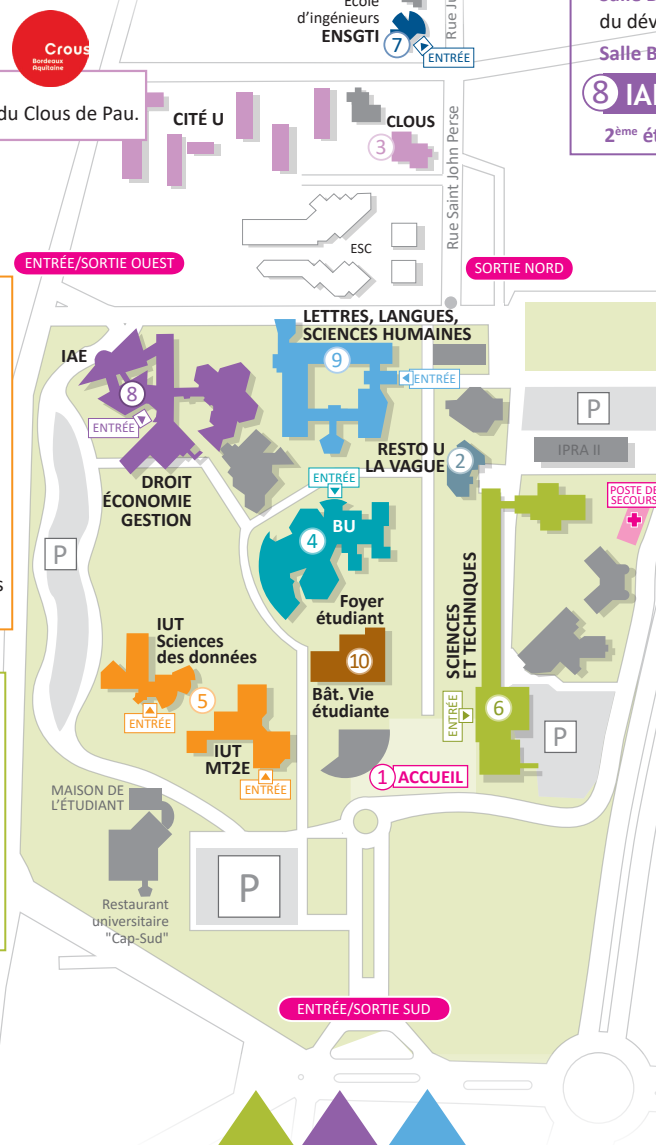 École
d'ingénieurs
ENSGTI
7
ENTRÉE
Crous
Bordeaux
Aquitaine
du Clous de Pau.
CITÉ U
CLOUS
3
Rue Saint John Perse
du dév
Salle B
8 IAE
2ème ét
ESC
ENTRÉE/SORTIE OUEST
SORTIE NORD
LETTRES, LANGUES,
SCIENCES HUMAINES
9
ENTRÉE
IAE
8
ENTRÉE
DROIT
ÉCONOMIE
GESTION
RESTO U
LA VAGUE
2
P
IPRA II
POSTE DE
SECOURS
ENTRÉE
4
BU
P
s
Foyer
étudiant
10
Bât. Vie
étudiante
SCIENCES
ET TECHNIQUES
ENTRÉE
6
P
IUT
Sciences
des données
5
ENTRÉE
IUT
MT2E
ENTRÉE
1 ACCUEIL
MAISON DE
L'ÉTUDIANT
P
Restaurant
universitaire
"Cap-Sud"
ENTRÉE/SORTIE SUD